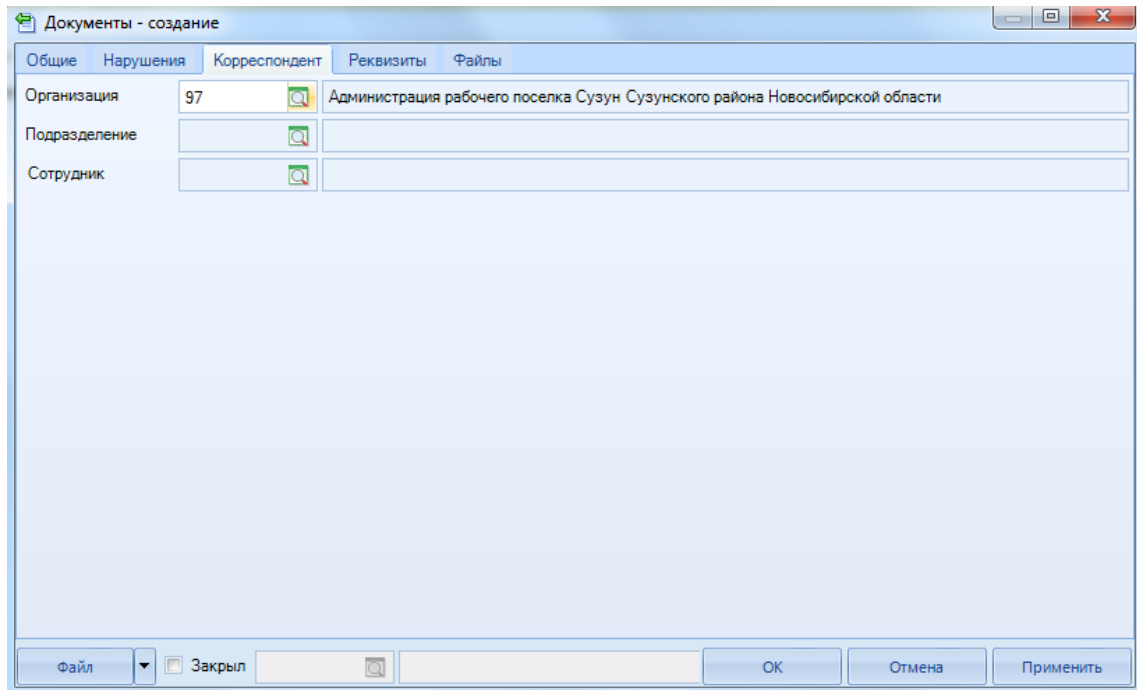 Документы - создание
Общие Нарушения Корреспондент Реквизиты Файлы
Организация 97 Администрация рабочего поселка Сузун Сузунского района Новосибирской области
Подразделение
Сотрудник
Файл Закрыл ОК Отмена Применить